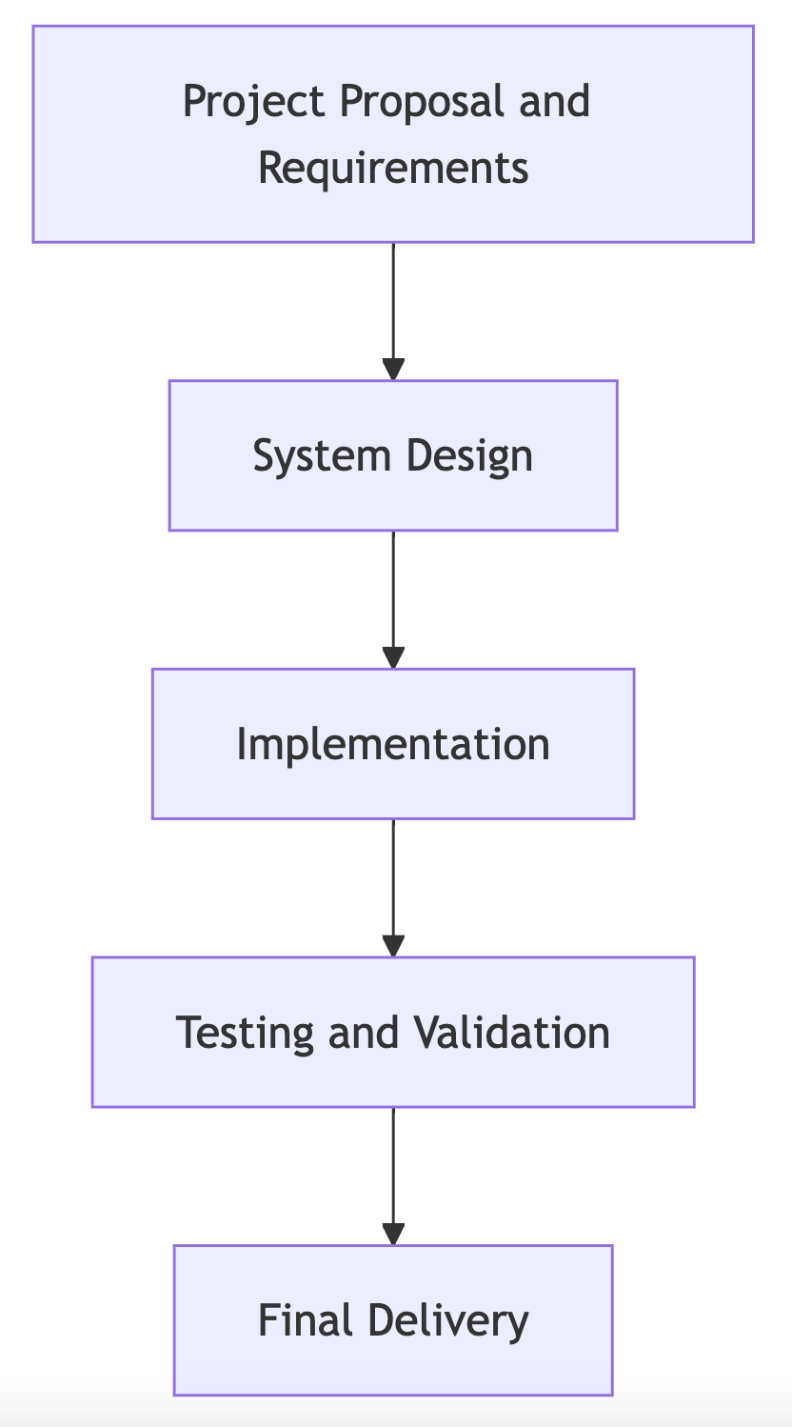 Project Proposal and
Requirements
System Design
Implementation
Testing and Validation
Final Delivery